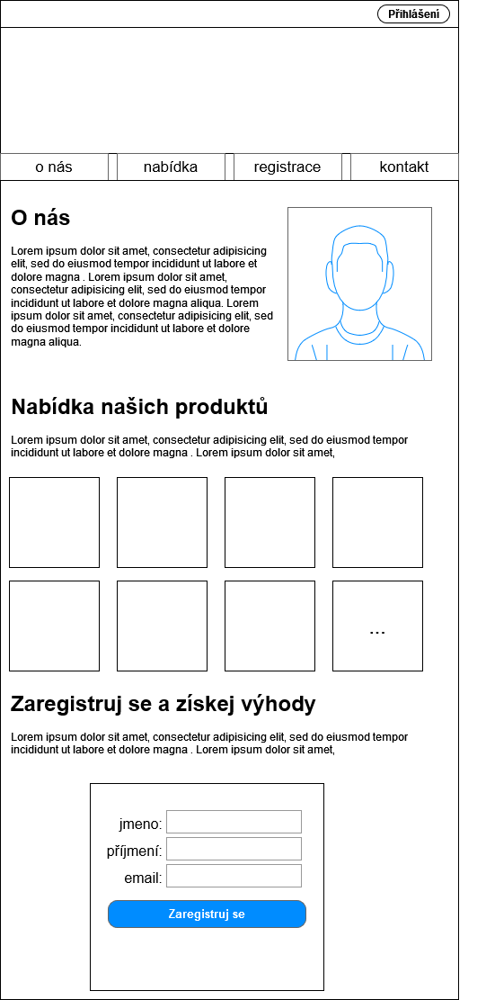 Přihlášení
o nás
nabídka
registrace
kontakt
O nás
Lorem ipsum dolor sit amet, consectetur adipisicing
elit, sed do eiusmod tempor incididunt ut labore et
dolore magna . Lorem ipsum dolor sit amet,
consectetur adipisicing elit, sed do eiusmod tempor
incididunt ut labore et dolore magna aliqua. Lorem
ipsum dolor sit amet, consectetur adipisicing elit, sed
do eiusmod tempor incididunt ut labore et dolore
magna aliqua.
Nabídka našich produktů
Lorem ipsum dolor sit amet, consectetur adipisicing elit, sed do eiusmod tempor
incididunt ut labore et dolore magna . Lorem ipsum dolor sit amet,
...
Zaregistruj se a získej výhody
Lorem ipsum dolor sit amet, consectetur adipisicing elit, sed do eiusmod tempor
incididunt ut labore et dolore magna . Lorem ipsum dolor sit amet,
jmeno:
příjmení:
email:
Zaregistruj se